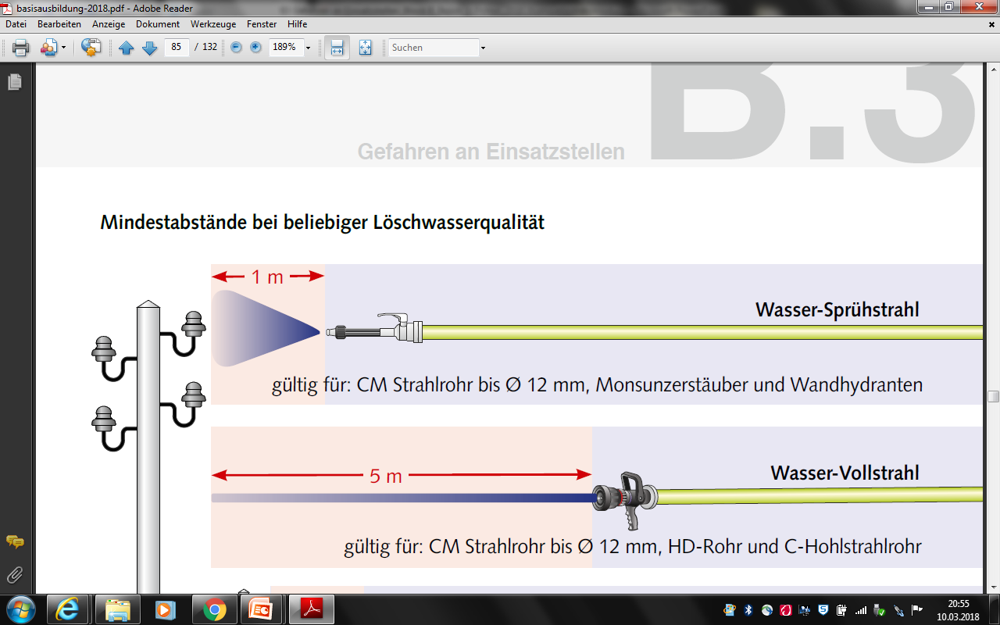 basisausbildung-2018.pdf - Adobe Reader
Datei Bearbeiten Anzeige Dokument Werkzeuge Fenster Hilfe
85 / 132 189% Suchen
B.3
Gefahren an Einsatzstellen
Mindestabstände bei beliebiger Löschwasserqualität
1 m
Wasser-Sprühstrahl
gültig für: CM Strahlrohr bis Ø 12 mm, Monsunzerstäuber und Wandhydranten
5 m
Wasser-Vollstrahl
gültig für: CM Strahlrohr bis Ø 12 mm, HD-Rohr und C-Hohlstrahlrohr
20:55
10.03.2018